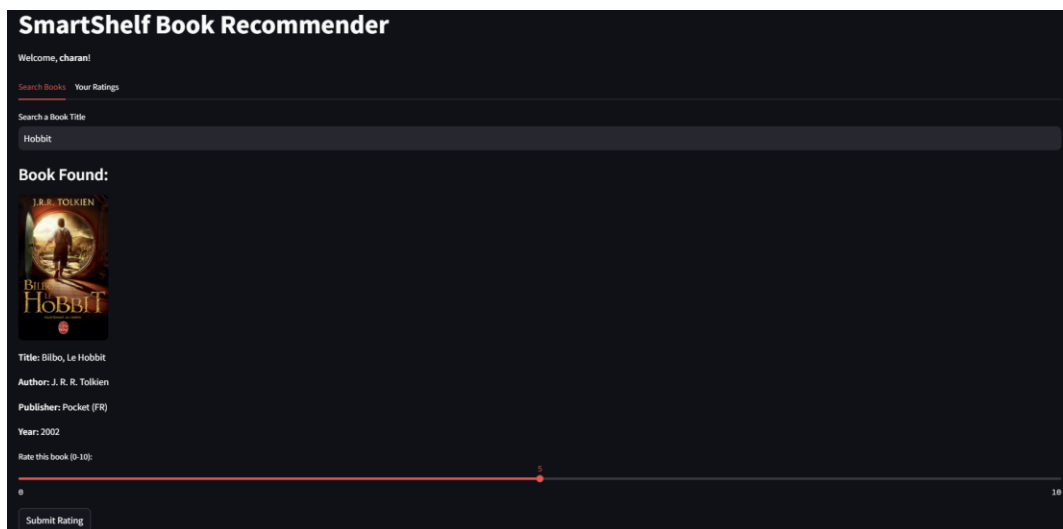 SmartShelf Book Recommender
Welcome, charan!
Search Books Your Ratings
Search a Book Title
Hobbit
Book Found:
J.R.R. TOLKIEN
HOBBIT
Title: Bilbo, Le Hobbit
Author: J. R. R. Tolkien
Publisher: Pocket (FR)
Year: 2002
Rate this book (0-10):
5
0 10
Submit Rating